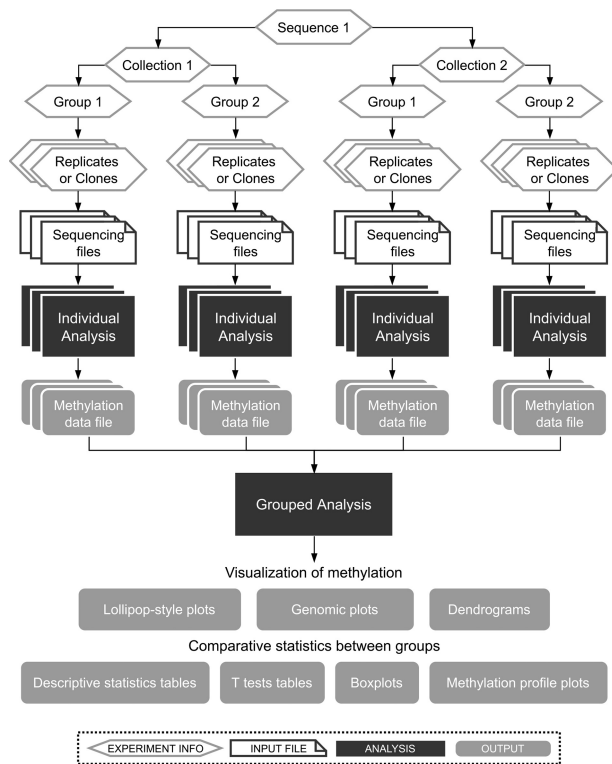 Sequence 1
Collection 1
Collection 2
Group 1
Group 2
Group 1
Group 2
Replicates
or Clones
Replicates
or Clones
Replicates
or Clones
Replicates
or Clones
Sequencing
files
Sequencing
files
Sequencing
files
Sequencing
files
Individual
Analysis
Individual
Analysis
Individual
Analysis
Individual
Analysis
Methylation
data file
Methylation
data file
Methylation
data file
Methylation
data file
Grouped Analysis
Visualization of methylation
Lollipop-style plots
Genomic plots
Dendrograms
Comparative statistics between groups
Descriptive statistics tables
T tests tables
Boxplots
Methylation profile plots
EXPERIMENT INFO
INPUT FILE
ANALYSIS
OUTPUT